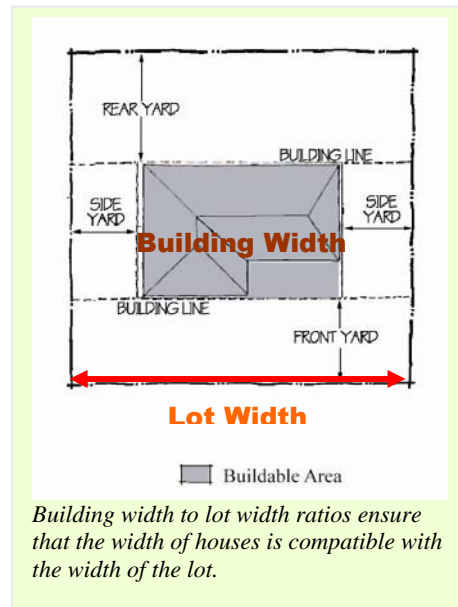 REAR YARD
BUILDING LINE
SIDE
YARD
SIDE
YARD
Building Width
BUILDING LINE
FRONT YARD
Lot Width
Buildable Area
Building width to lot width ratios ensure
that the width of houses is compatible with
the width of the lot.